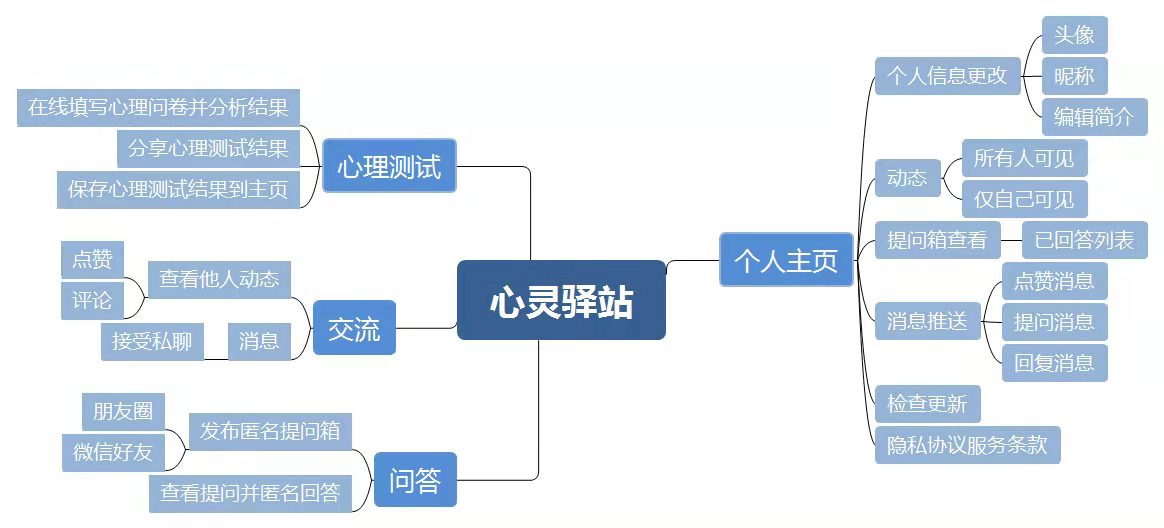 心灵驿站
心理测试
在线填写心理问卷并分析结果
分享心理测试结果
保存心理测试结果到主页
交流
查看他人动态
点赞
评论
消息
接受私聊
问答
发布匿名提问箱
朋友圈
微信好友
查看提问并匿名回答
个人主页
个人信息更改
头像
昵称
编辑简介
动态
所有人可见
仅自己可见
提问箱查看
已回答列表
消息推送
点赞消息
提问消息
回复消息
检查更新
隐私协议服务条款